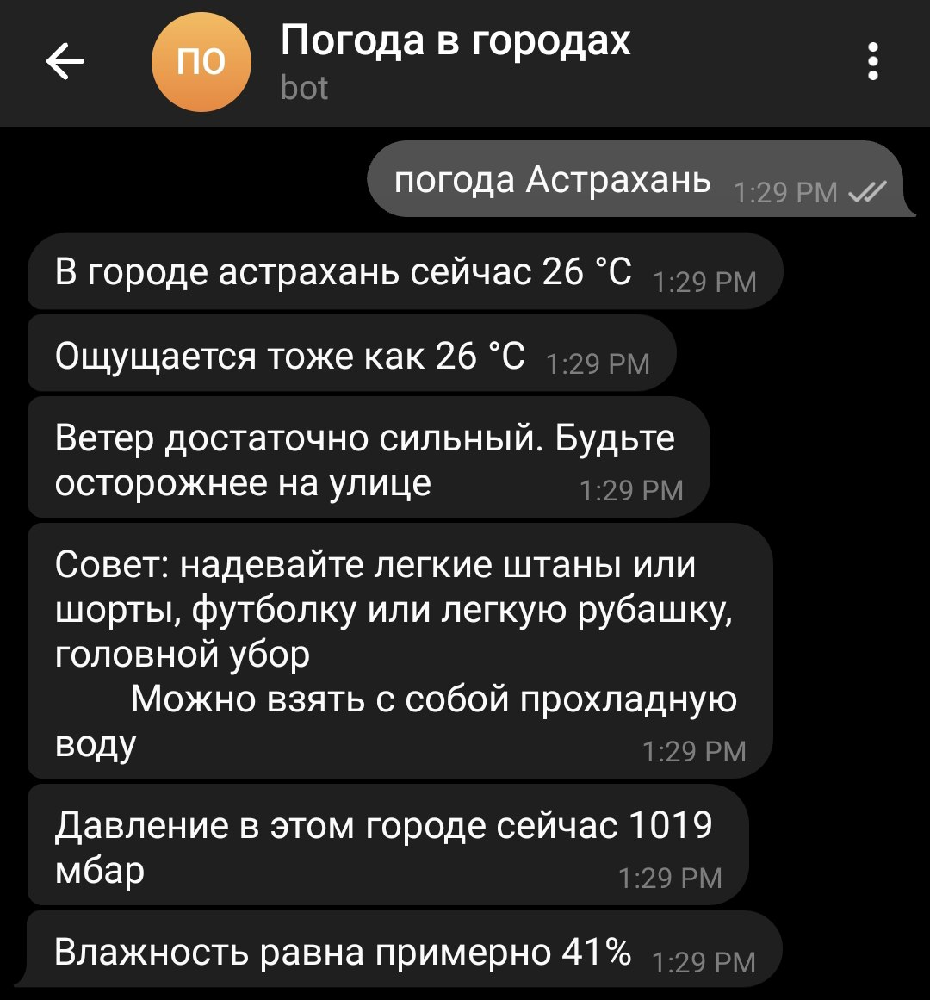 ПО
Погода в городах
bot
погода Астрахань 1:29 PM
В городе астрахань сейчас 26 °C 1:29 PM
Ощущается тоже как 26 °C 1:29 PM
Ветер достаточно сильный. Будьте
осторожнее на улице 1:29 PM
Совет: надевайте легкие штаны или
шорты, футболку или легкую рубашку,
головной убор
Можно взять с собой прохладную
воду 1:29 PM
Давление в этом городе сейчас 1019
мбар 1:29 PM
Влажность равна примерно 41% 1:29 PM